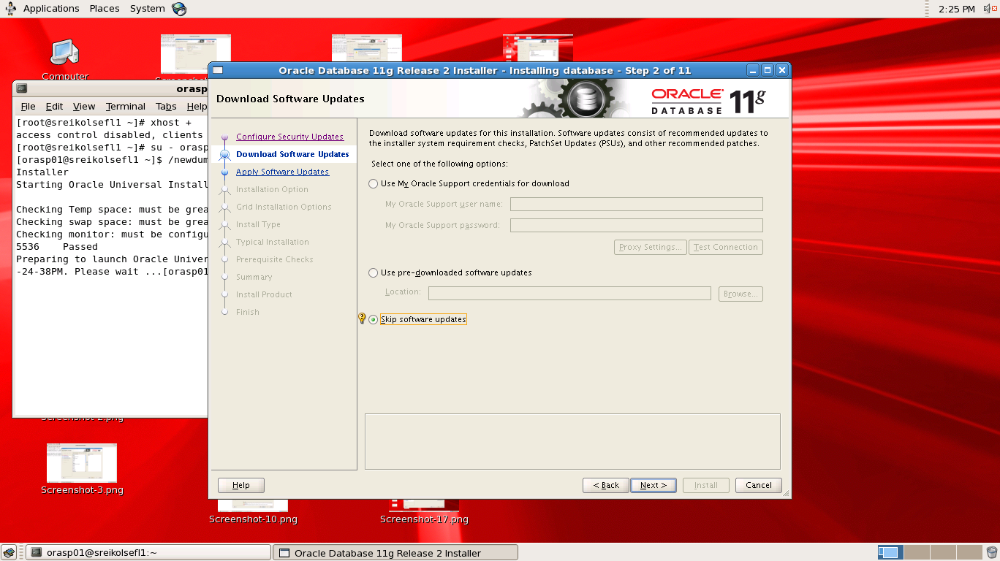 Applications Places System
2:25 PM
Computer
orasp
File Edit View Terminal Tabs Help
[root@sreikolsefl1 ~]# xhost +
access control disabled, clients
[root@sreikolsefl1 ~]# su - orasp
[orasp01@sreikolsefl1 ~]$ /newdum
Installer
Starting Oracle Universal Install
Checking Temp space: must be grea
Checking swap space: must be grea
Checking monitor: must be configu
5536 Passed
Preparing to launch Oracle Univer
-24-38PM. Please wait ...[orasp01
Oracle Database 11g Release 2 Installer - Installing database - Step 2 of 11
Download Software Updates
ORACLE
DATABASE
11g
Configure Security Updates
Download Software Updates
Apply Software Updates
Installation Option
Grid Installation Options
Install Type
Typical Installation
Prerequisite Checks
Summary
Install Product
Finish
Download software updates for this installation. Software updates consist of recommended updates to
the installer system requirement checks, PatchSet Updates (PSUs), and other recommended patches.
Select one of the following options:
Use My Oracle Support credentials for download
My Oracle Support user name:
My Oracle Support password:
Proxy Settings... Test Connection
Use pre-downloaded software updates
Location: Browse...
Skip software updates
Help < Back Next > Install Cancel
Screenshot-3.png
Screenshot-10.png
Screenshot-17.png
orasp01@sreikolsefl1:~
Oracle Database 11g Release 2 Installer